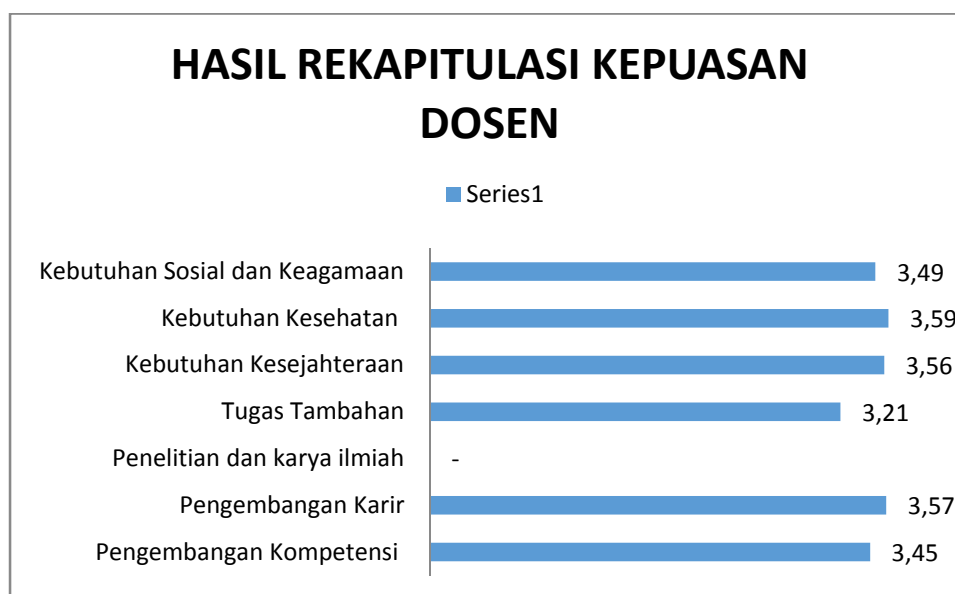 HASIL REKAPITULASI KEPUASAN
DOSEN
Series1
Kebutuhan Sosial dan Keagamaan 3,49
Kebutuhan Kesehatan 3,59
Kebutuhan Kesejahteraan 3,56
Tugas Tambahan 3,21
Penelitian dan karya ilmiah -
Pengembangan Karir 3,57
Pengembangan Kompetensi 3,45